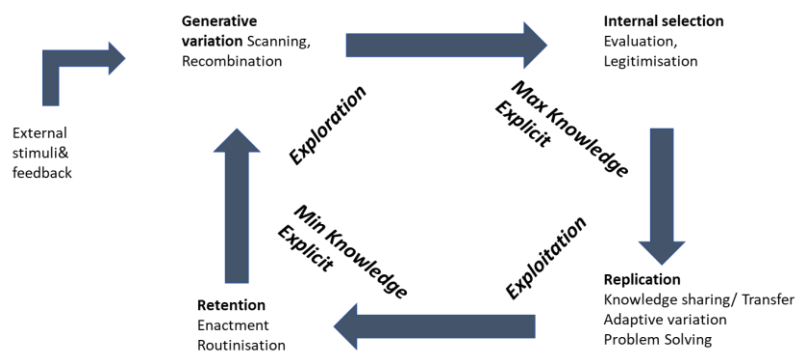 Generative
variation Scanning,
Recombination
Internal selection
Evaluation,
Legitimisation
External
stimuli&
feedback
Exploration
Max Knowledge
Explicit
Min Knowledge
Explicit
Exploitation
Retention
Enactment
Routinisation
Replication
Knowledge sharing/ Transfer
Adaptive variation
Problem Solving